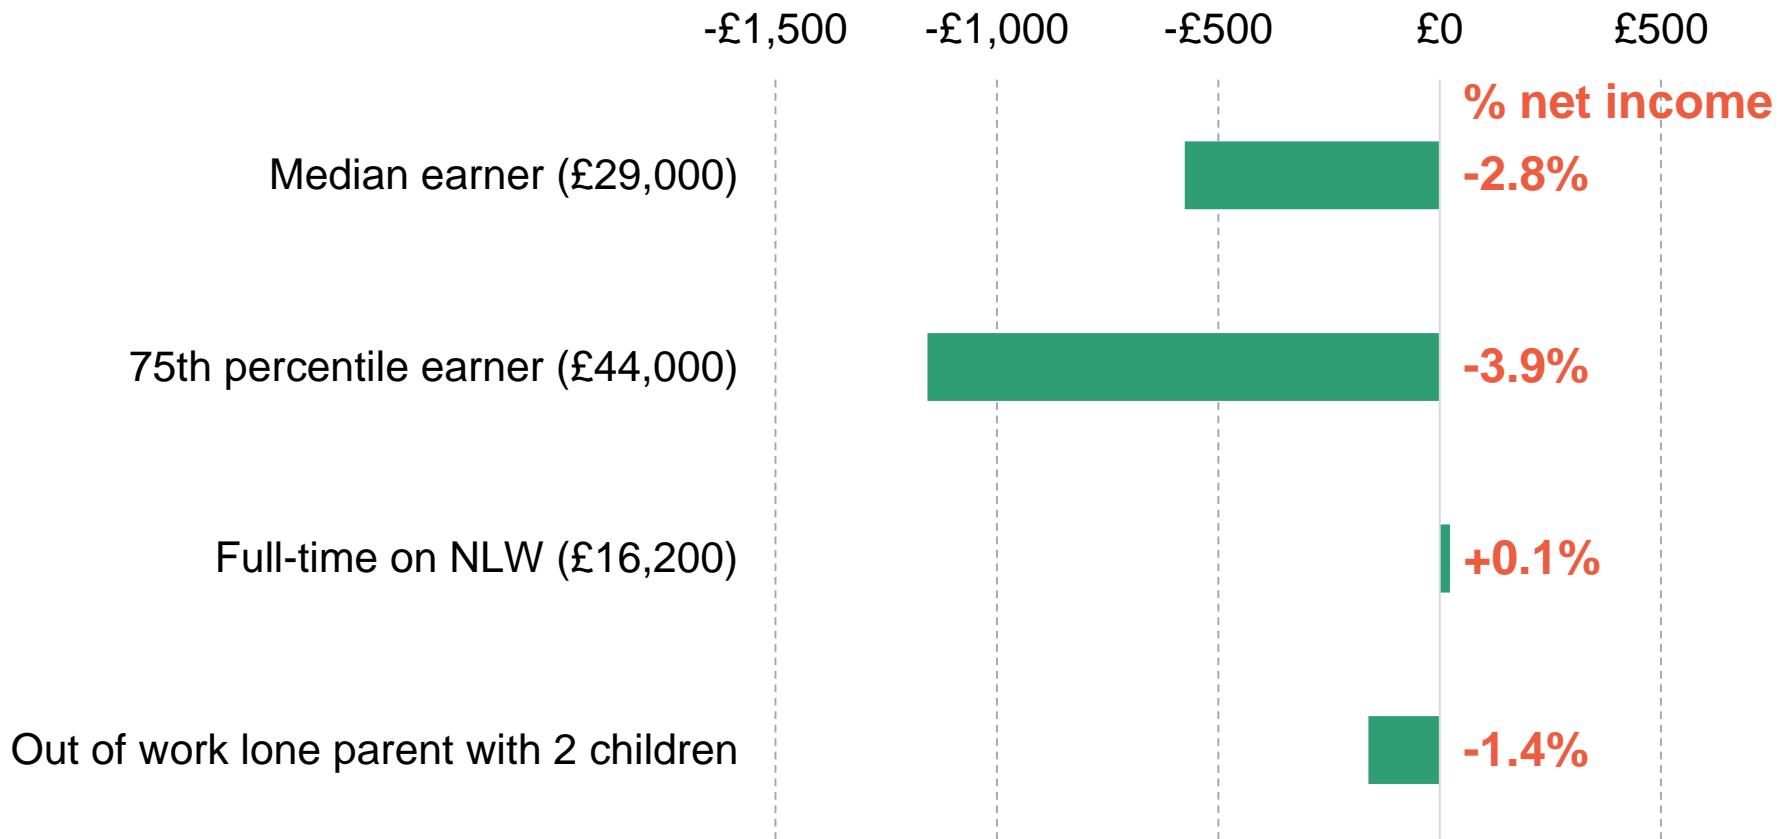 -£1,500 -£1,000 -£500 £0 £500
% net income
Median earner (£29,000) -2.8%
75th percentile earner (£44,000) -3.9%
Full-time on NLW (£16,200) +0.1%
Out of work lone parent with 2 children -1.4%